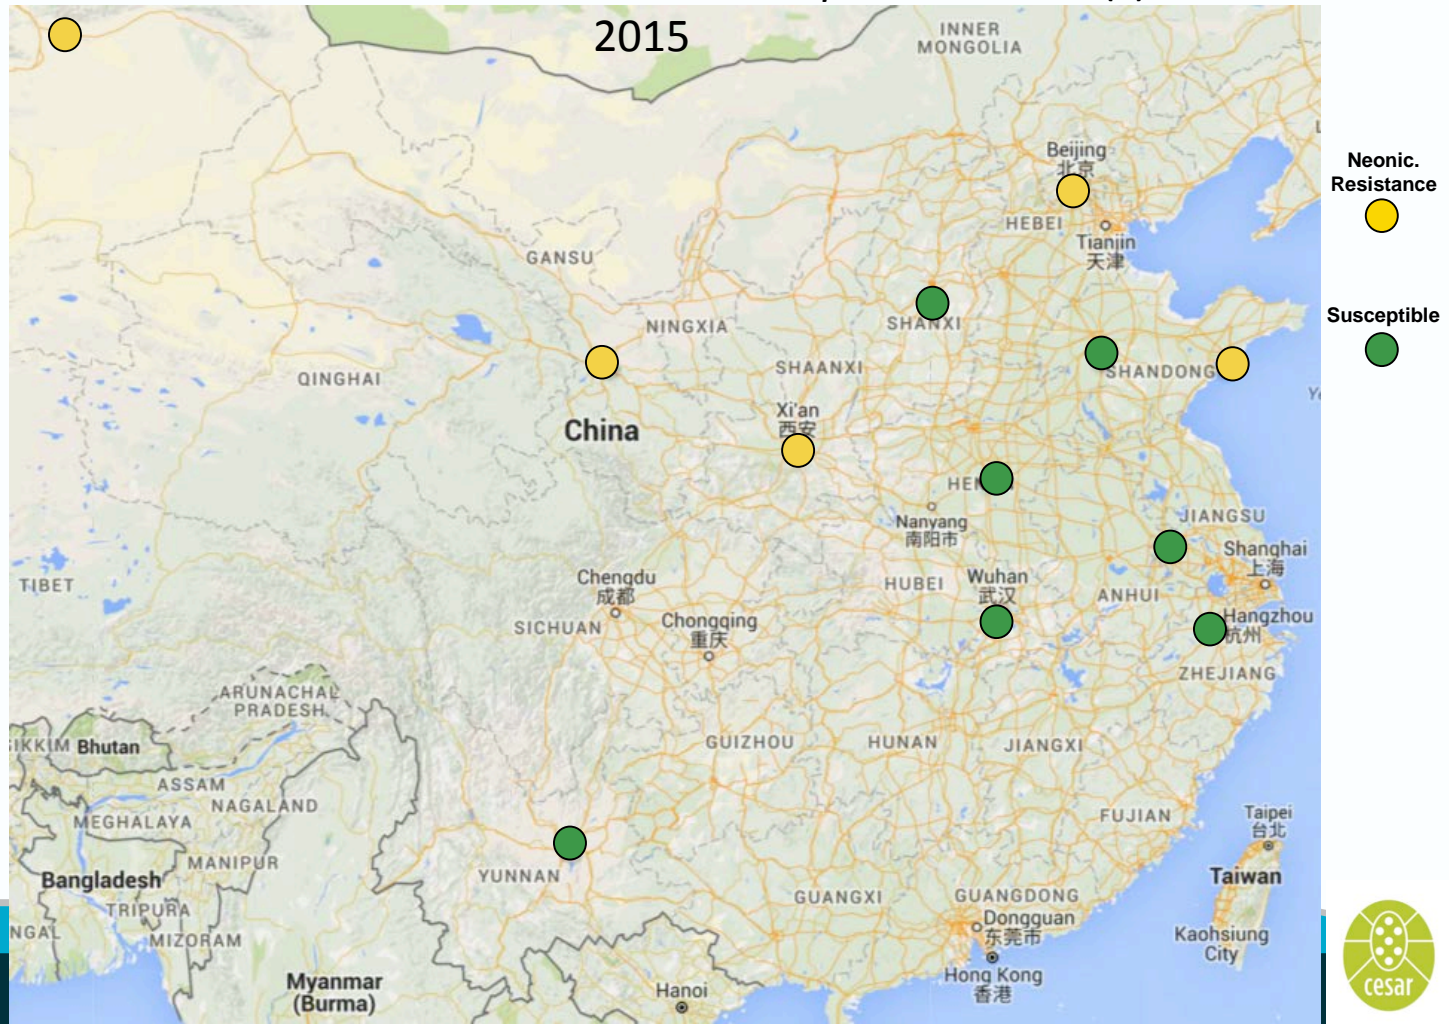 2015
INNER
MONGOLIA
Beijing
北京
Neonic.
Resistance
HEBEI
Tianjin
天津
GANSU
Susceptible
NINGXIA
SHANXI
QINGHAI
SHAANXI
SHANDONG
Xi'an
西安
China
Nanyang
南阳市
JIANGSU
Shanghai
上海
TIBET
Chengdu
成都
HUBEI
Wuhan
武汉
ANHUI
SICHUAN
Chongqing
重庆
Hangzhou
杭州
ZHEJIANG
ARUNACHAL
PRADESH
SIKKIM
Bhutan
GUIZHOU
HUNAN
JIANGXI
ASSAM
NAGALAND
MEGHALAYA
FUJIAN
Taipei
台北
MANIPUR
YUNNAN
Bangladesh
Taiwan
TRIPURA
GUANGXI
GUANGDONG
Dongguan
东莞市
NGAL
MIZORAM
Kaohsiung
City
Myanmar
(Burma)
Hanoi
Hong Kong
香港
cesar